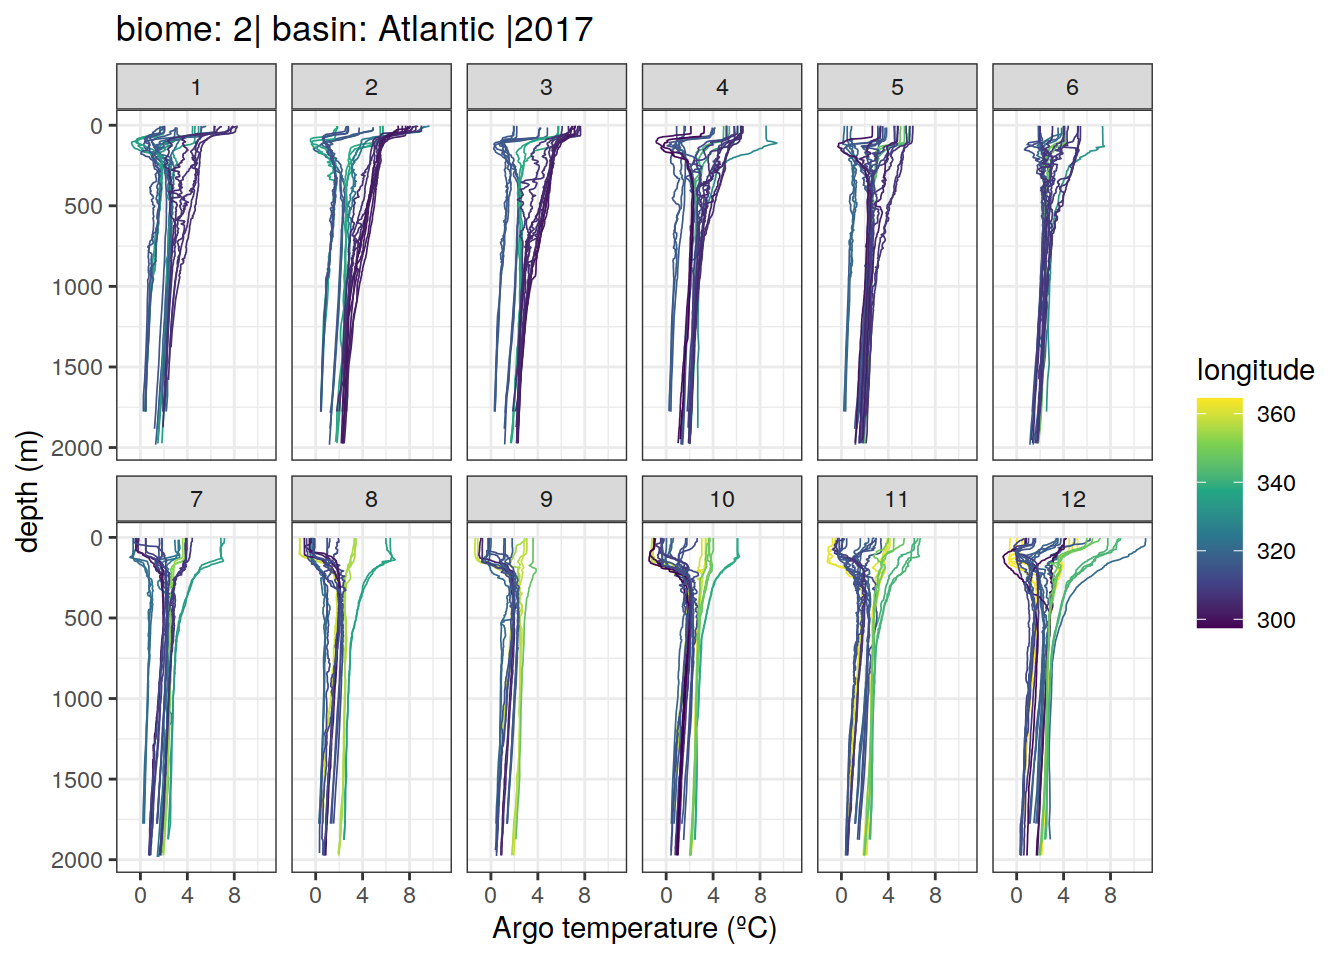 biome: 2| basin: Atlantic |2017
1 2 3 4 5 6
0
500
1000
1500
2000
7 8 9 10 11 12
0
500
1000
1500
2000
0 4 8 0 4 8 0 4 8 0 4 8 0 4 8 0 4 8
Argo temperature (ºC)
depth (m)
longitude
360
340
320
300